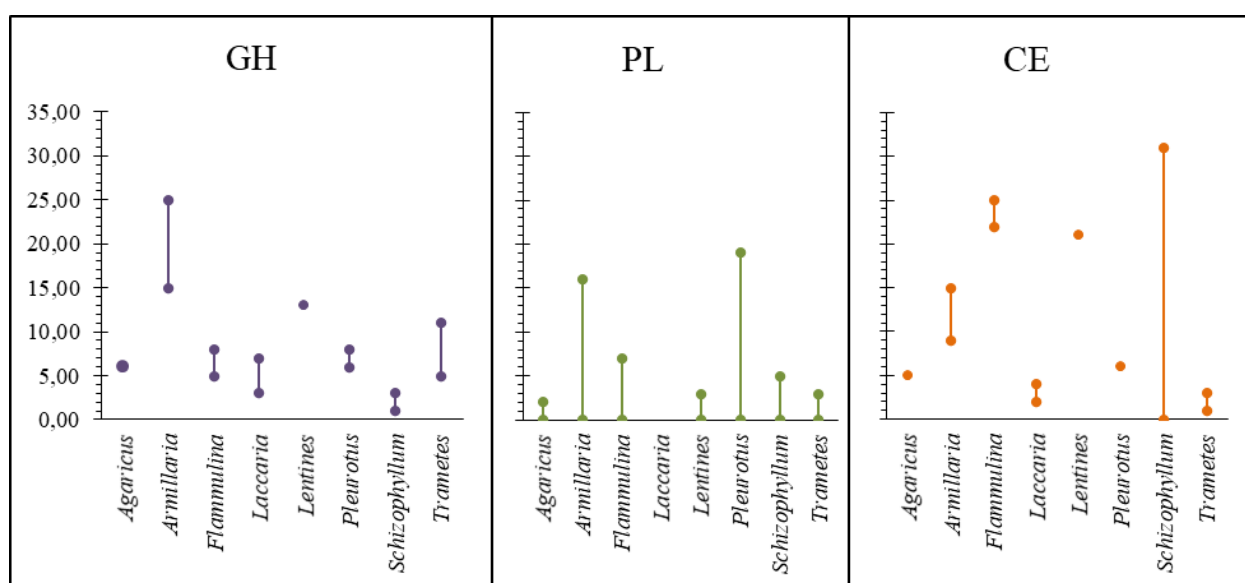 GH
PL
CE
35,00
30,00
25,00
20,00
15,00
10,00
5,00
0,00
Agaricus
Armillaria
Flammulina
Laccaria
Lentines
Pleurotus
Schizophyllum
Trametes
Agaricus
Armillaria
Flammulina
Laccaria
Lentines
Pleurotus
Schizophyllum
Trametes
Agaricus
Armillaria
Flammulina
Laccaria
Lentines
Pleurotus
Schizophyllum
Trametes